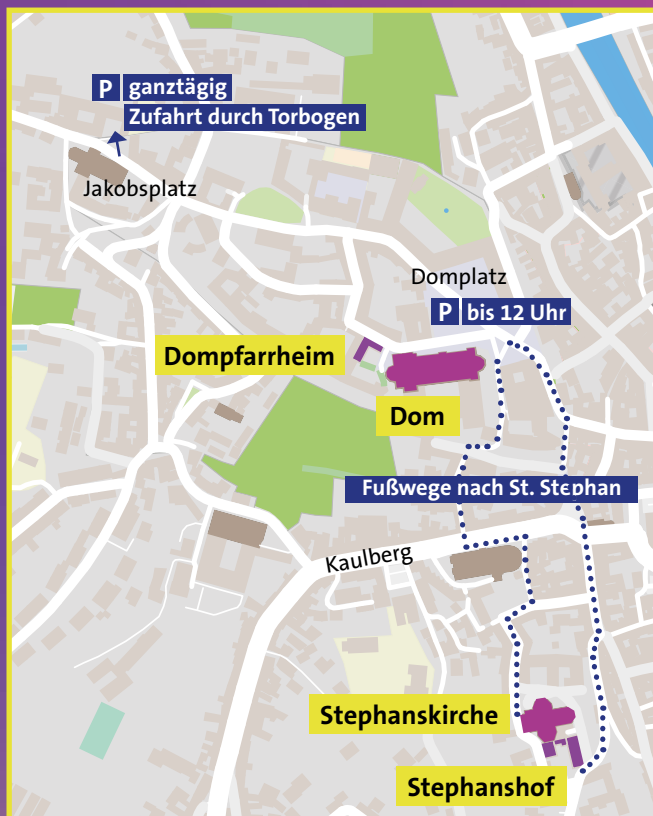 P ganztägig
Zufahrt durch Torbogen
Jakobsplatz
Domplatz
P bis 12 Uhr
Dompfarrheim
Dom
Fußwege nach St. Stephan
Kaulberg
Stephanskirche
Stephanshof